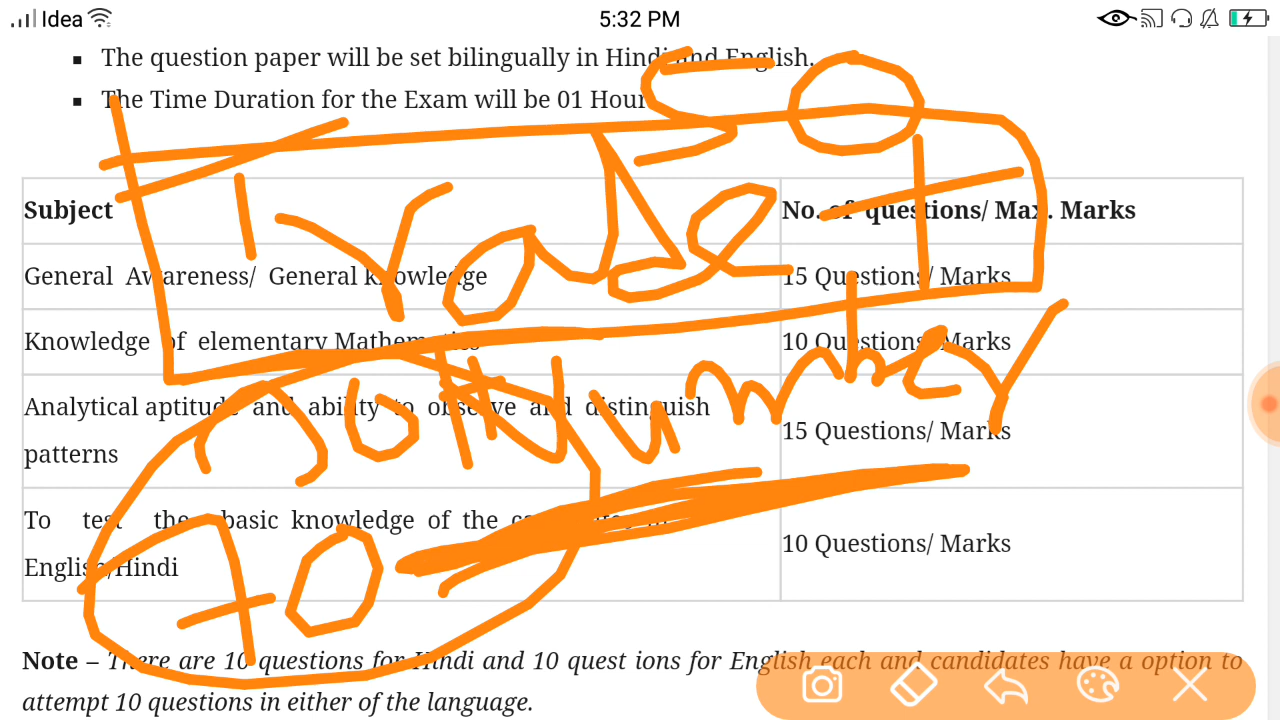 Idea 5:32 PM
The question paper will be set bilingually in Hindi and English.
The Time Duration for the Exam will be 01 Hour
50
Trade T
Subject No. of questions/ Max. Marks
General Awareness/ General knowledge 15 Questions/ Marks
Knowledge of elementary Mathematics 10 Questions/ Marks
Analytical aptitude and ability to observe and distinguish
patterns 15 Questions/ Marks
To test the basic knowledge of the in
English/Hindi 10 Questions/ Marks
70
Note – There are 10 questions for Hindi and 10 quest ions for English each and candidates have a option to
attempt 10 questions in either of the language.